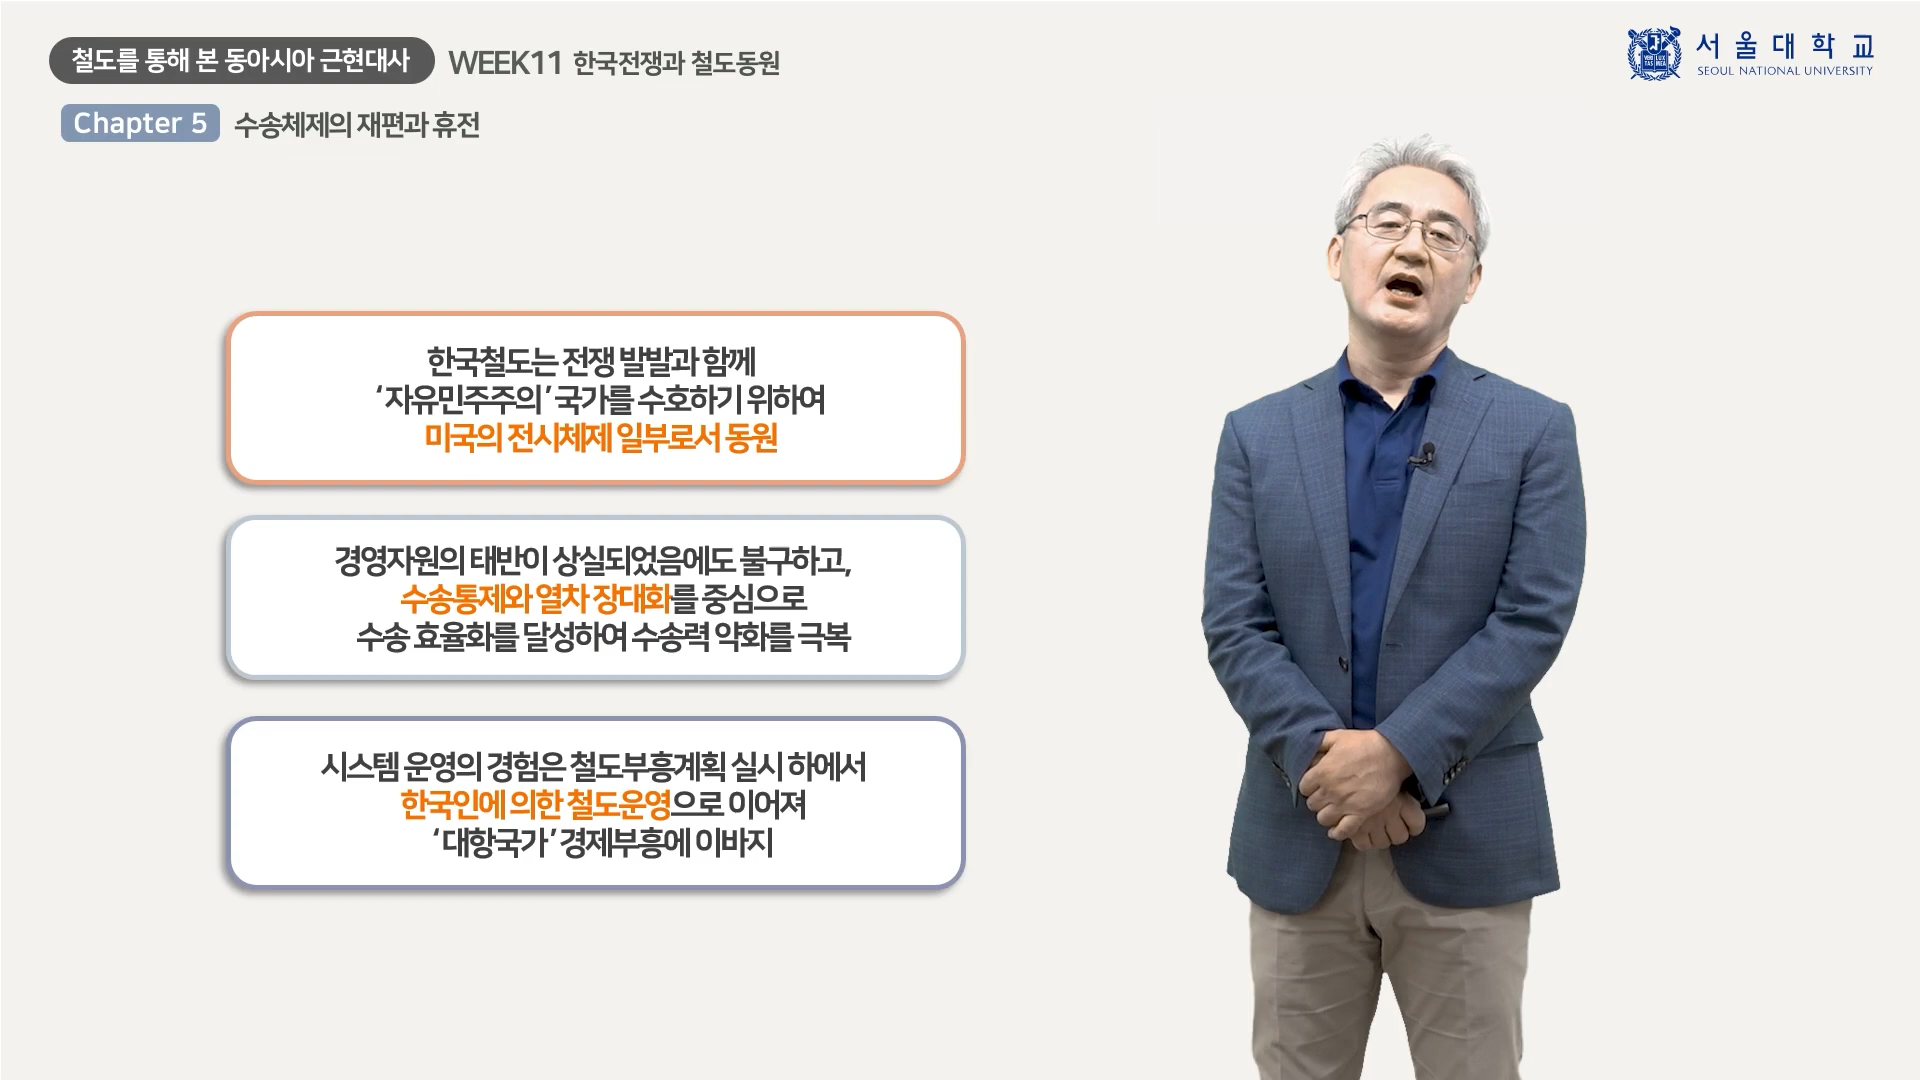 철도를 통해 본 동아시아 근현대사 WEEK11 한국전쟁과 철도동원
서울대학교
SEOUL NATIONAL UNIVERSITY
Chapter 5 수송체제의 재편과 휴전
한국철도는 전쟁 발발과 함께
‘자유민주주의’ 국가를 수호하기 위하여
미국의 전시체제 일부로서 동원
경영자원의 태반이 상실되었음에도 불구하고,
수송통제와 열차 장대화를 중심으로
수송 효율화를 달성하여 수송력 악화를 극복
시스템 운영의 경험은 철도부흥계획 실시 하에서
한국인에 의한 철도운영으로 이어져
‘대항국가’ 경제부흥에 이바지